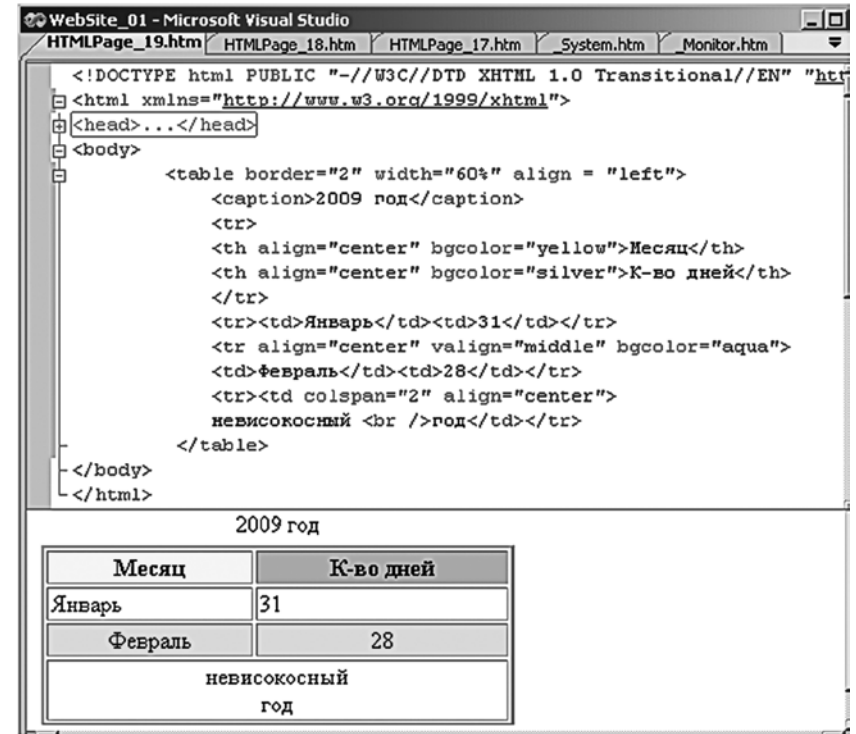 WebSite_01 - Microsoft Visual Studio
HTMLPage_19.htm HTMLPage_18.htm HTMLPage_17.htm _System.htm _Monitor.htm
<!DOCTYPE html PUBLIC "-//W3C//DTD XHTML 1.0 Transitional//EN" "htt
<html xmlns="http://www.w3.org/1999/xhtml">
<head>...</head>
<body>
<table border="2" width="60%" align = "left">
<caption>2009 год</caption>
<tr>
<th align="center" bgcolor="yellow">Месяц</th>
<th align="center" bgcolor="silver">К-во дней</th>
</tr>
<tr><td>Январь</td><td>31</td></tr>
<tr align="center" valign="middle" bgcolor="aqua">
<td>Февраль</td><td>28</td></tr>
<tr><td colspan="2" align="center">
невисокосный <br />год</td></tr>
</table>
</body>
</html>
2009 год
Месяц К-во дней
Январь 31
Февраль 28
невисокосный
год